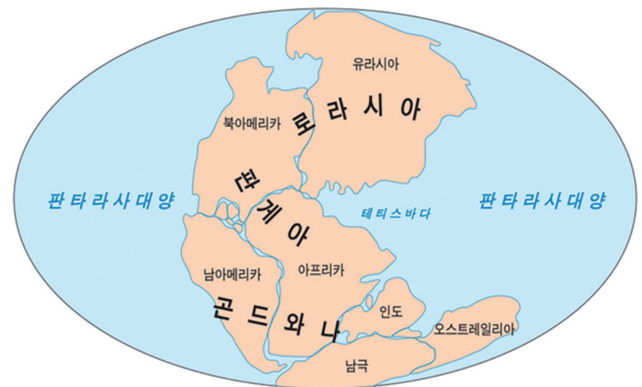 유라시아
북아메리카
로라시아
판게아
판타라사대양
테티스바다
판타라사대양
남아메리카
아프리카
곤드와나
인도
오스트레일리아
남극